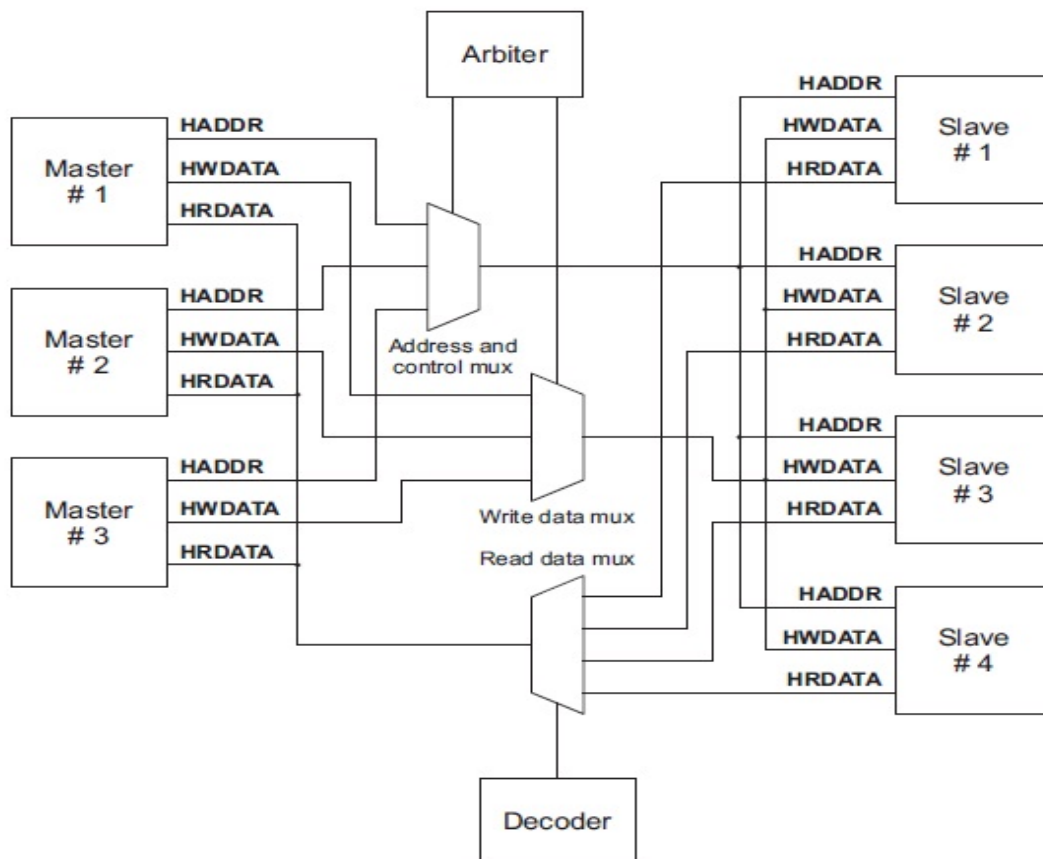 Arbiter
Master
# 1
HADDR
HWDATA
HRDATA
Master
# 2
HADDR
HWDATA
HRDATA
Master
# 3
HADDR
HWDATA
HRDATA
Address and
control mux
Write data mux
Read data mux
HADDR
HWDATA
HRDATA
Slave
# 1
HADDR
HWDATA
HRDATA
Slave
# 2
HADDR
HWDATA
HRDATA
Slave
# 3
HADDR
HWDATA
HRDATA
Slave
# 4
Decoder